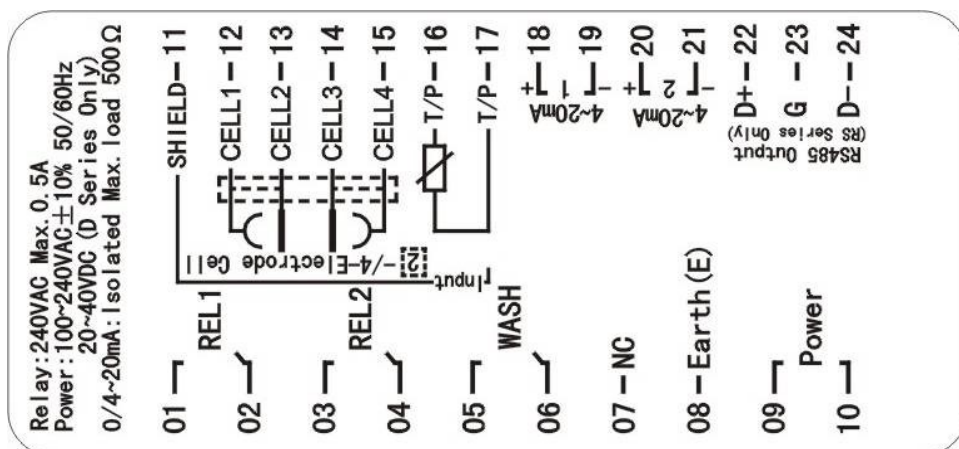 Relay:240VAC Max.0.5A
Power:100~240VAC±10% 50/60Hz
20~40VDC (D Series Only)
0/4~20mA:Isolated Max.load 500Ω
SHIELD-11
CELL1-12
CELL2-13
CELL3-14
CELL4-15
T/P-16
T/P-17
+ 18
- 19
4~20mA 1
+ 20
- 21
4~20mA 2
D+-22
G -23
D--24
RS485 Output
(RS Series Only)
[2]-/4-Electrode Cell
Input
01
02
REL1
03
04
REL2
05
06
WASH
07-NC
08-Earth(E)
09
10
Power